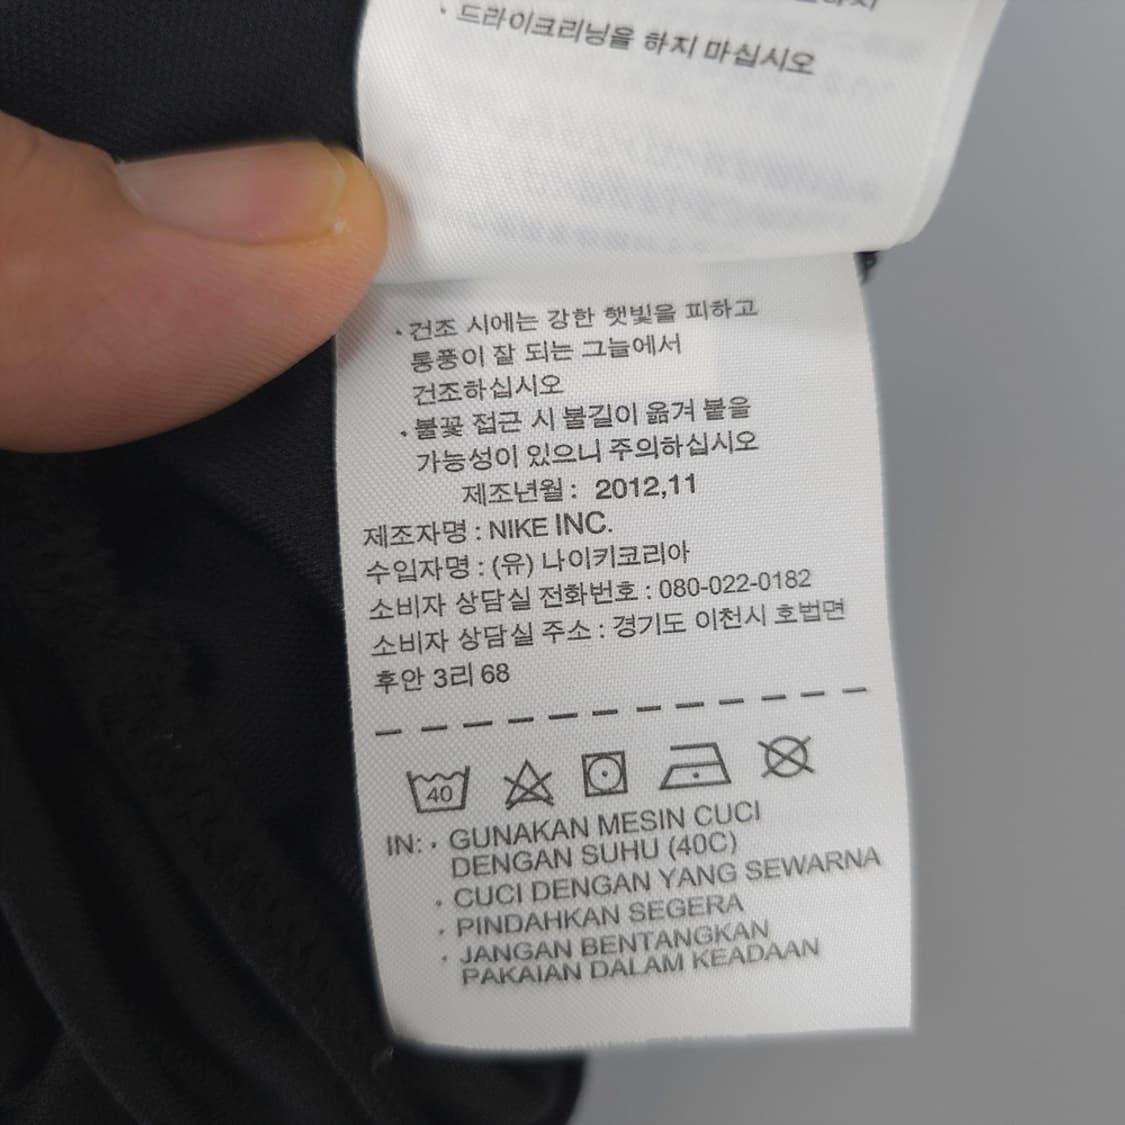 · 드라이크리닝을 하지 마십시오
· 건조 시에는 강한 햇빛을 피하고
통풍이 잘 되는 그늘에서
건조하십시오
· 불꽃 접근 시 불길이 옮겨 붙을
가능성이 있으니 주의하십시오
제조년월 : 2012,11
제조자명 : NIKE INC.
수입자명 : (유) 나이키코리아
소비자 상담실 전화번호 : 080-022-0182
소비자 상담실 주소 : 경기도 이천시 호법면
후안 3리 68
40
IN: · GUNAKAN MESIN CUCI
DENGAN SUHU (40C)
· CUCI DENGAN YANG SEWARNA
· PINDAHKAN SEGERA
· JANGAN BENTANGKAN
PAKAIAN DALAM KEADAAN